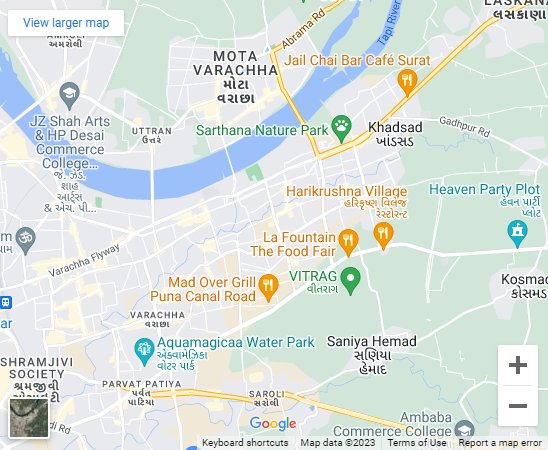 View larger map
LASKANA
લસકાણા
અમરોલી
Abrama Rd
Tapi River
MOTA
VARACHHA
મોટા
વરાછા
Jail Chai Bar Café Surat
JZ Shah Arts
& HP Desai
Commerce
College...
જે. ઝેડ.
શાહ
આર્ટ્સ
& એચ. પી...
UTTRAN
ઉત્તરાણ
Sarthana Nature Park
Khadsad
ખાંડસડ
Gadhpur Rd
Harikrushna Village
હરિકૃષ્ણ વિલેજ
રેસ્ટોરન્ટ
Heaven Party Plot
હેવન પાર્ટી
પ્લોટ
La Fountain
The Food Fair
Varachha Flyway
VITRAG
વીતરાગ
Mad Over Grill
Puna Canal Road
Kosmad
કોસમડ
VARACHHA
વરાછા
Aquamagicaa Water Park
એક્વામેજિકા
વોટર પાર્ક
Saniya Hemad
સણિયા
હેમાદ
SHRAMJIVI
SOCIETY
શ્રમજીવી
PARVAT PATIYA
પર્વત
પાટિયા
SAROLI
સરોલી
Google
Ambaba
Commerce College
+
−
Keyboard shortcuts
Map data ©2023
Terms of Use
Report a map error